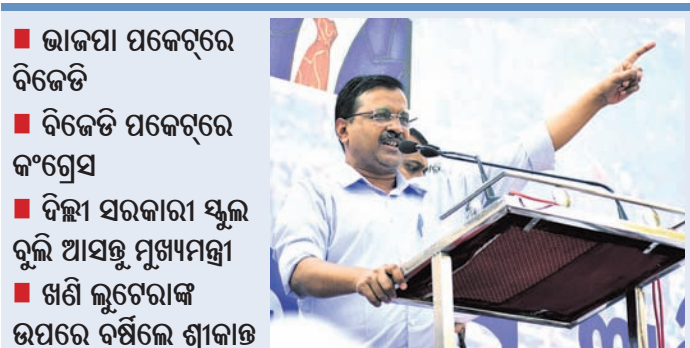 ■ ଭାଜପା ପକେଟ୍‌ରେ
ବିଜେଡି
■ ବିଜେଡି ପକେଟ୍‌ରେ
କଂଗ୍ରେସ
■ ଦିଲ୍ଲୀ ସରକାରୀ ସ୍କୁଲ
ବୁଲି ଆସନ୍ତୁ ମୁଖ୍ୟମନ୍ତ୍ରୀ
■ ଖଣି ଲୁଟେରାଙ୍କ
ଉପରେ ବର୍ଷିଲେ ଶ୍ରୀକାନ୍ତ